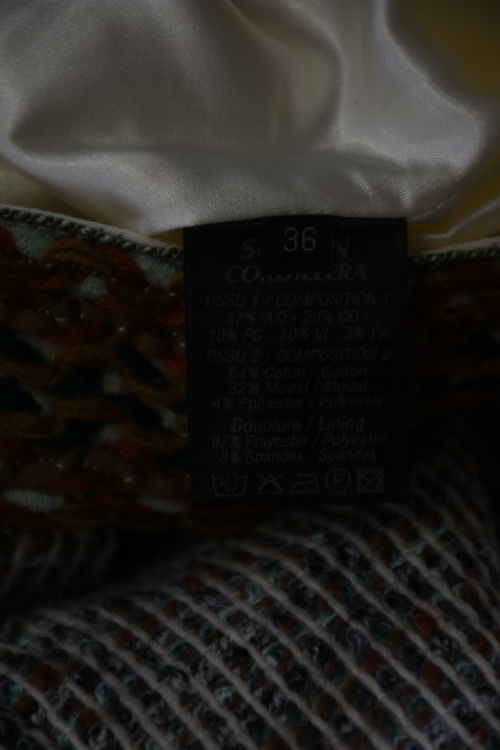 36
CORDILLERA
TISSU 1 / COMPOSITION 1
57% WO - 20% CO -
10% PC - 10% VI - 3% PA
TISSU 2 / COMPOSITION 2
64% Coton / Cotton
32% Modal / Modal
4% Polyester / Polyester
Doublure / Lining
97% Polyester / Polyester
3% Spandex / Spandex
P